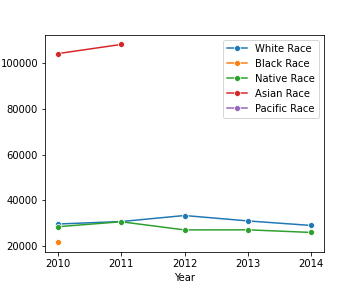 White Race
Black Race
Native Race
Asian Race
Pacific Race
100000
80000
60000
40000
20000
2010 2011 2012 2013 2014
Year